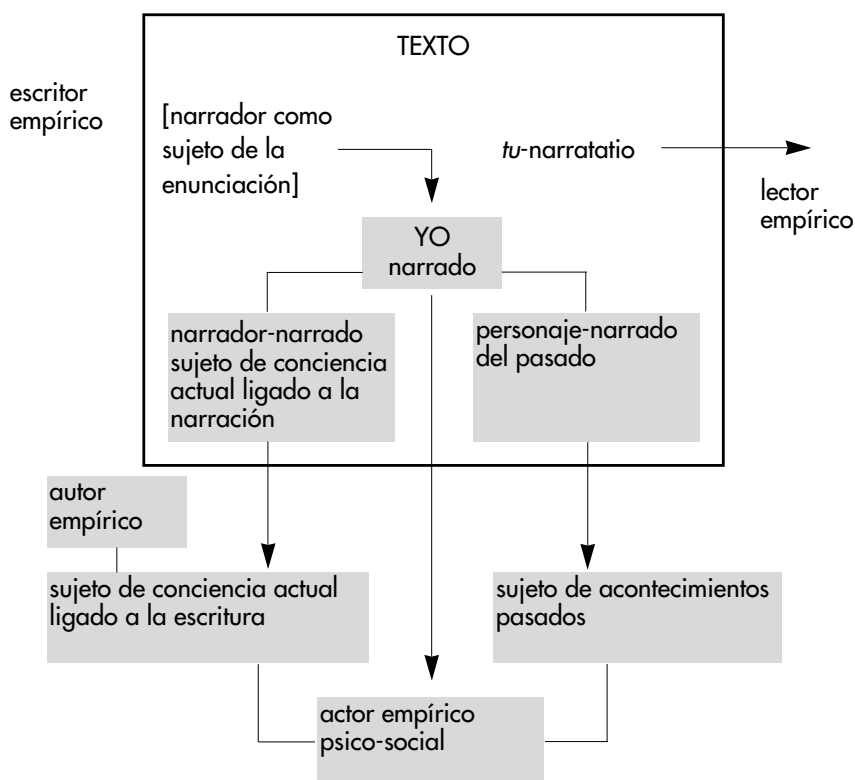 TEXTO
escritor
empírico
[narrador como
sujeto de la
enunciación]
tu-narratatio
lector
empírico
YO
narrado
narrador-narrado
sujeto de conciencia
actual ligado a la
narración
personaje-narrado
del pasado
autor
empírico
sujeto de conciencia actual
ligado a la escritura
sujeto de acontecimientos
pasados
actor empírico
psico-social